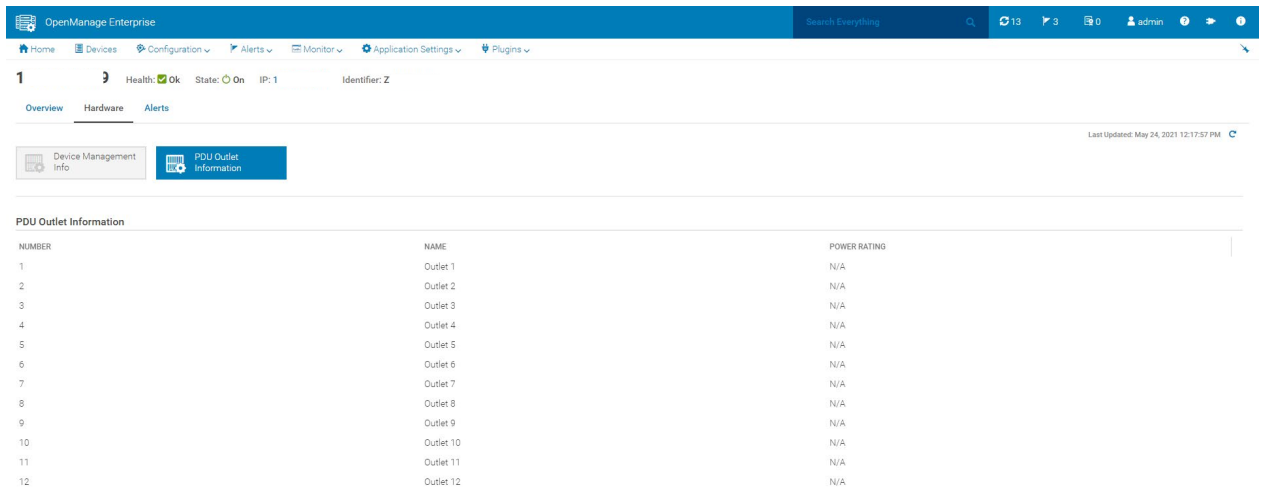 OpenManage Enterprise Search Everything 13 3 0 admin
Home Devices Configuration Alerts Monitor Application Settings Plugins
1 9 Health: Ok State: On IP: 1 Identifier: Z
Overview Hardware Alerts
Last Updated: May 24, 2021 12:17:57 PM
Device Management Info
PDU Outlet Information
PDU Outlet Information
NUMBER NAME POWER RATING
1 Outlet 1 N/A
2 Outlet 2 N/A
3 Outlet 3 N/A
4 Outlet 4 N/A
5 Outlet 5 N/A
6 Outlet 6 N/A
7 Outlet 7 N/A
8 Outlet 8 N/A
9 Outlet 9 N/A
10 Outlet 10 N/A
11 Outlet 11 N/A
12 Outlet 12 N/A